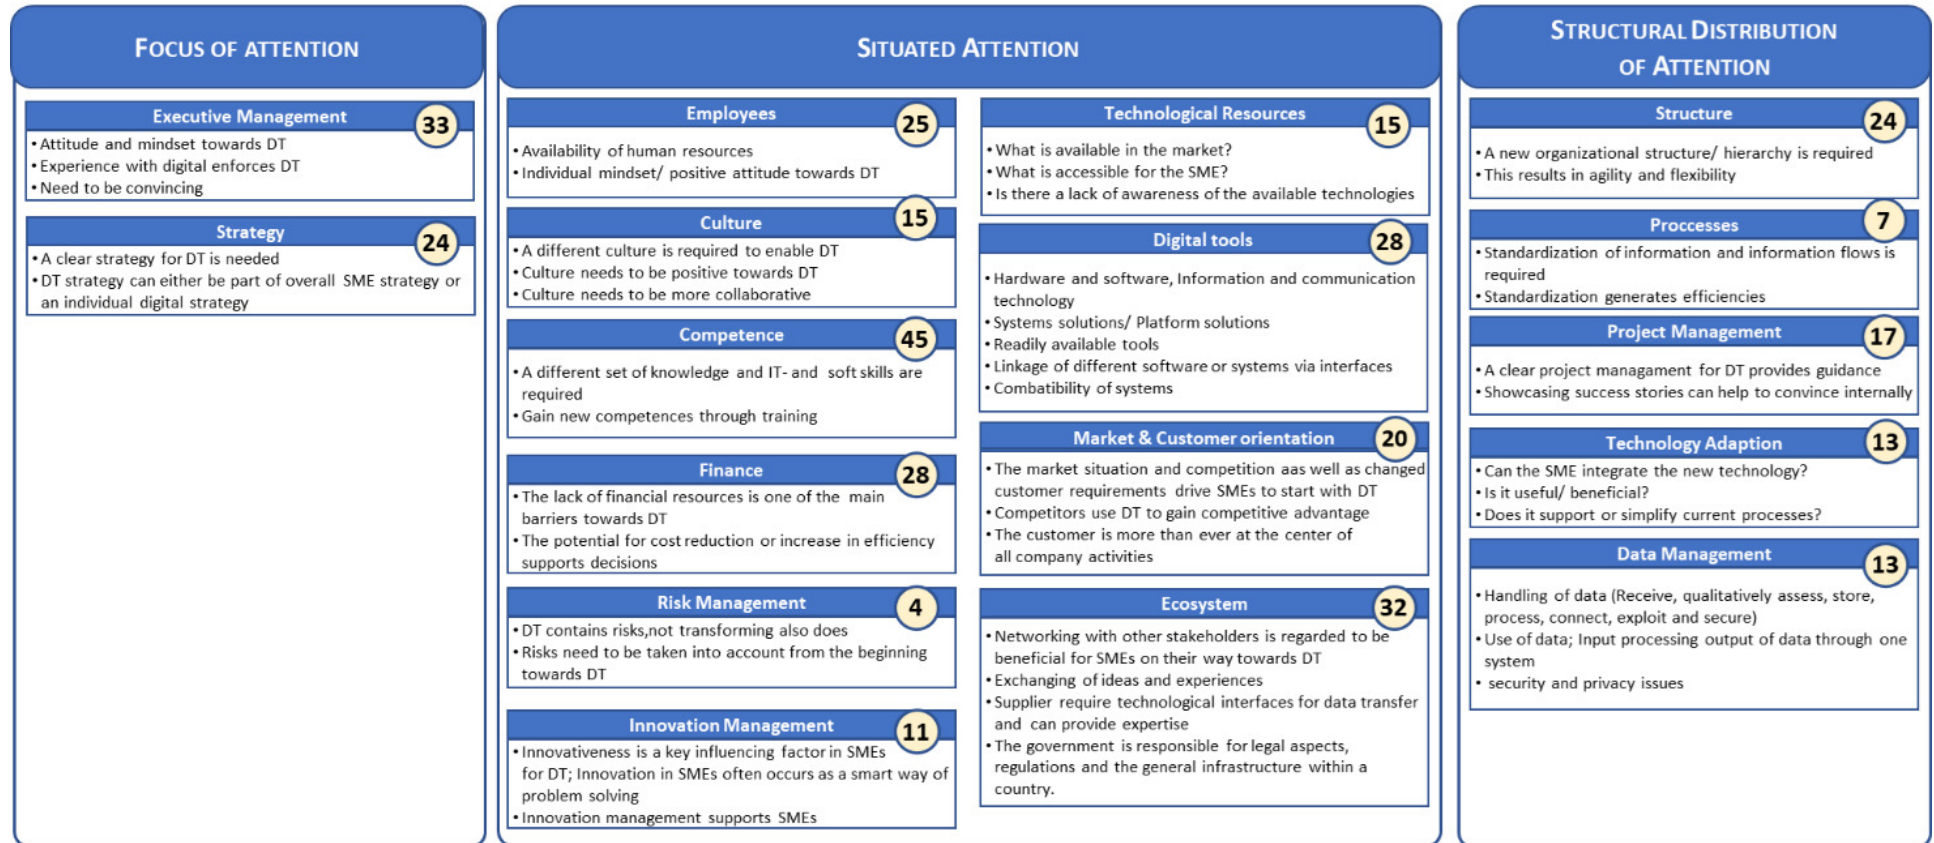 FOCUS OF ATTENTION
Executive Management
33
• Attitude and mindset towards DT
• Experience with digital enforces DT
• Need to be convincing
Strategy
24
• A clear strategy for DT is needed
• DT strategy can either be part of overall SME strategy or
an individual digital strategy
SITUATED ATTENTION
Employees
25
• Availability of human resources
• Individual mindset/ positive attitude towards DT
Culture
15
• A different culture is required to enable DT
• Culture needs to be positive towards DT
• Culture needs to be more collaborative
Competence
45
• A different set of knowledge and IT- and soft skills are
required
• Gain new competences through training
Finance
28
• The lack of financial resources is one of the main
barriers towards DT
• The potential for cost reduction or increase in efficiency
supports decisions
Risk Management
4
• DT contains risks,not transforming also does
• Risks need to be taken into account from the beginning
towards DT
Innovation Management
11
• Innovativeness is a key influencing factor in SMEs
for DT; Innovation in SMEs often occurs as a smart way of
problem solving
• Innovation management supports SMEs
Technological Resources
15
• What is available in the market?
• What is accessible for the SME?
• Is there a lack of awareness of the available technologies
Digital tools
28
• Hardware and software, Information and communication
technology
• Systems solutions/ Platform solutions
• Readily available tools
• Linkage of different software or systems via interfaces
• Combatibility of systems
Market & Customer orientation
20
• The market situation and competition aas well as changed
customer requirements drive SMEs to start with DT
• Competitors use DT to gain competitive advantage
• The customer is more than ever at the center of
all company activities
Ecosystem
32
• Networking with other stakeholders is regarded to be
beneficial for SMEs on their way towards DT
• Exchanging of ideas and experiences
• Supplier require technological interfaces for data transfer
and can provide expertise
• The government is responsible for legal aspects,
regulations and the general infrastructure within a
country.
STRUCTURAL DISTRIBUTION
OF ATTENTION
Structure
24
• A new organizational structure/ hierarchy is required
• This results in agility and flexibility
Proccesses
7
• Standardization of information and information flows is
required
• Standardization generates efficiencies
Project Management
17
• A clear project managament for DT provides guidance
• Showcasing success stories can help to convince internally
Technology Adaption
13
• Can the SME integrate the new technology?
• Is it useful/ beneficial?
• Does it support or simplify current processes?
Data Management
13
• Handling of data (Receive, qualitatively assess, store,
process, connect, exploit and secure)
• Use of data; Input processing output of data through one
system
• security and privacy issues